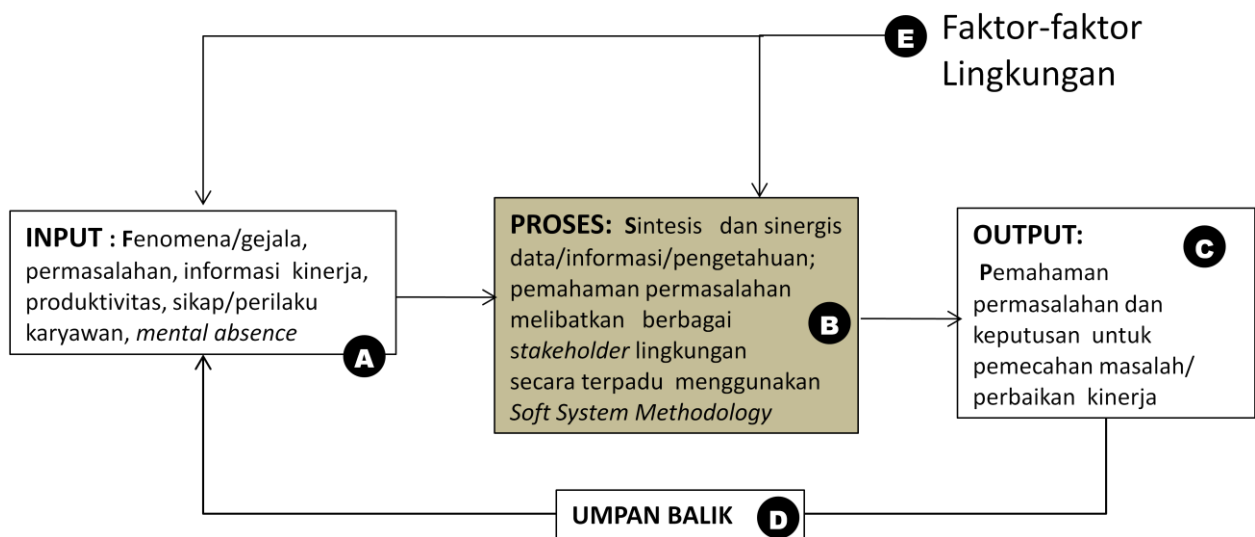 E Faktor-faktor
Lingkungan
INPUT : Fenomena/gejala,
permasalahan, informasi kinerja,
produktivitas, sikap/perilaku
karyawan, mental absence
A
PROSES: Sintesis dan sinergis
data/informasi/pengetahuan;
pemahaman permasalahan
melibatkan berbagai
stakeholder lingkungan
secara terpadu menggunakan
Soft System Methodology
B
OUTPUT:
C
Pemahaman
permasalahan dan
keputusan untuk
pemecahan masalah/
perbaikan kinerja
UMPAN BALIK D